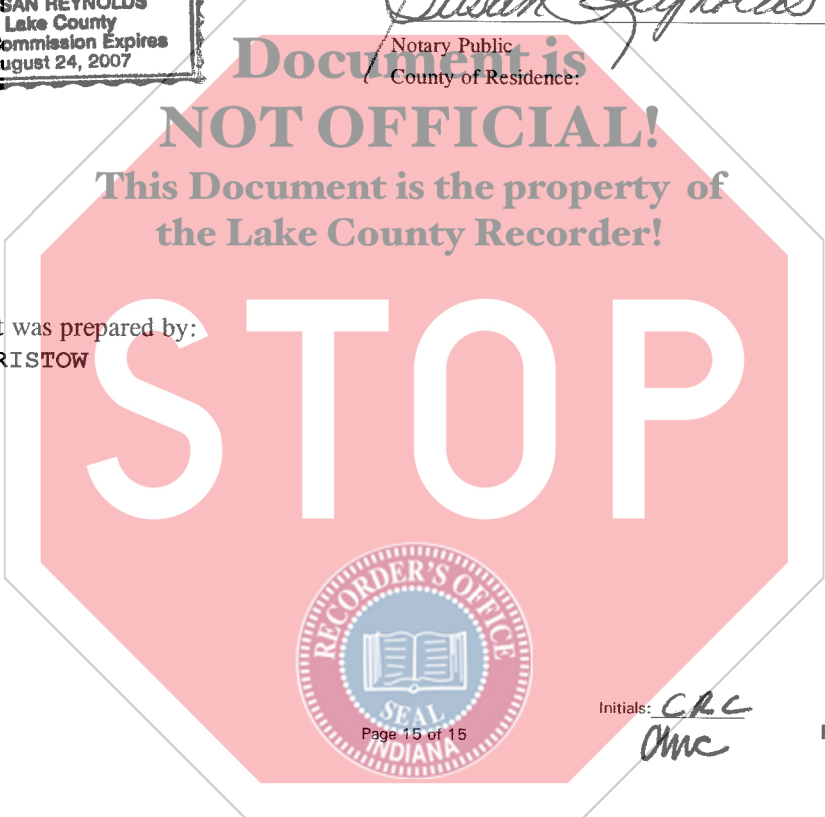 SAN REYNOLDS
Lake County
ommission Expires
ugust 24, 2007
Susan Reynolds
Notary Public
County of Residence:
Document is
NOT OFFICIAL!
This Document is the property of
the Lake County Recorder!
t was prepared by:
RISTOW
STOP
RECORDER'S OFFICE
SEAL
INDIANA
Page 15 of 15
Initials: CRC